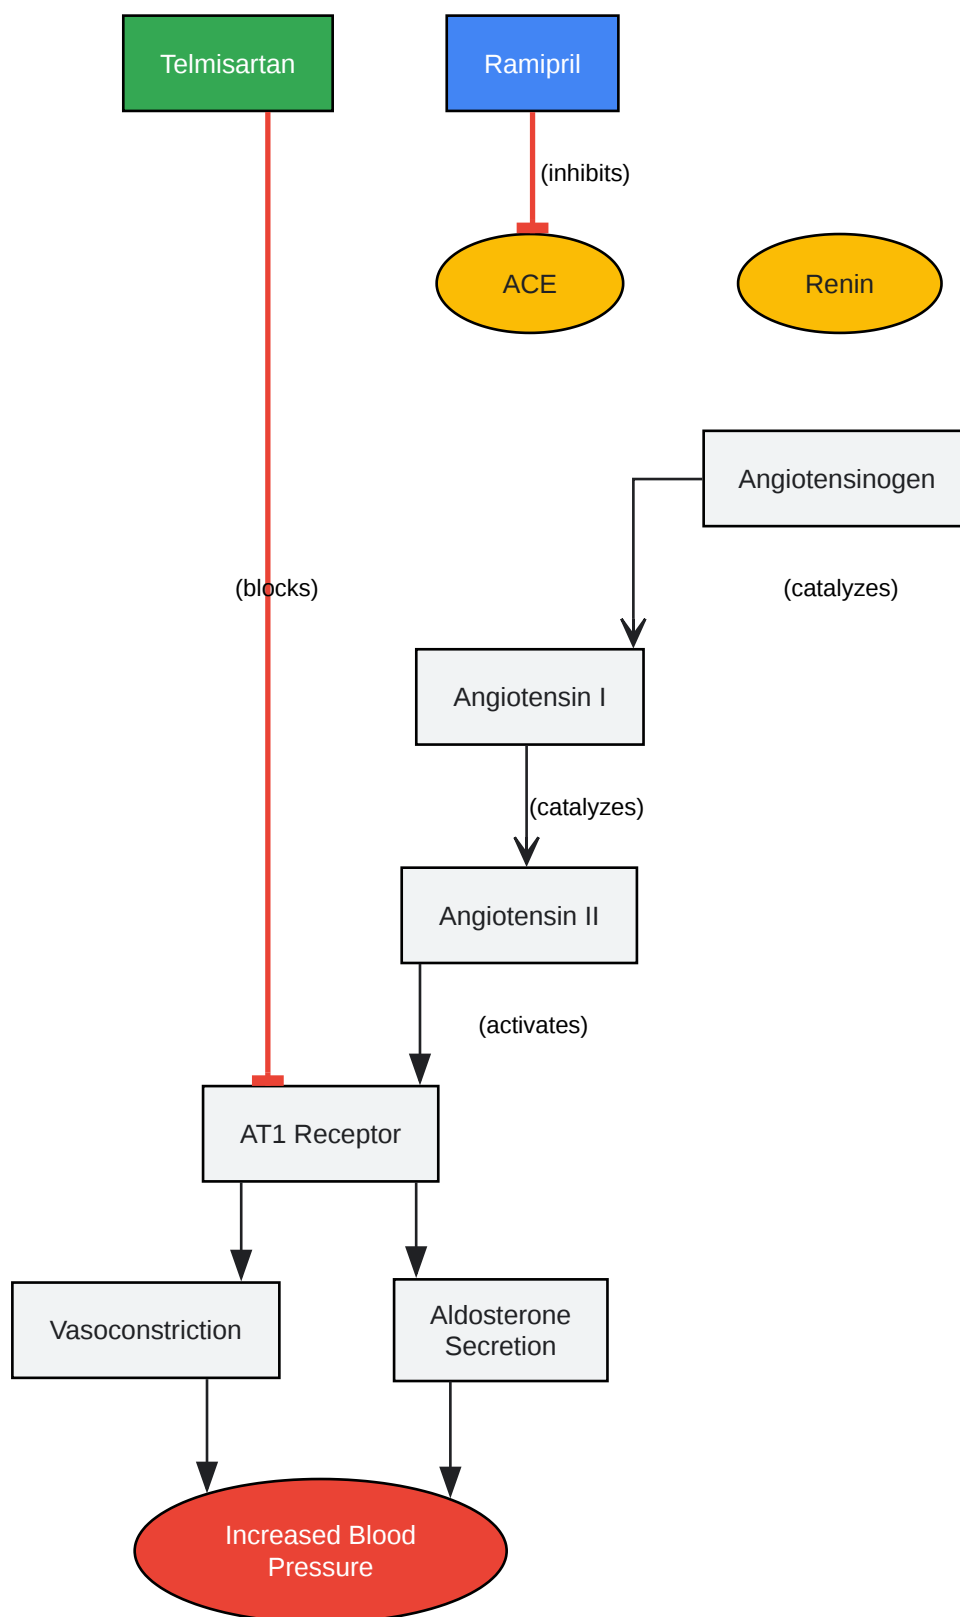 Telmisartan
Ramipril
(inhibits)
ACE
Renin
Angiotensinogen
(blocks)
(catalyzes)
Angiotensin I
(catalyzes)
Angiotensin II
(activates)
AT1 Receptor
Vasoconstriction
Aldosterone
Secretion
Increased Blood
Pressure